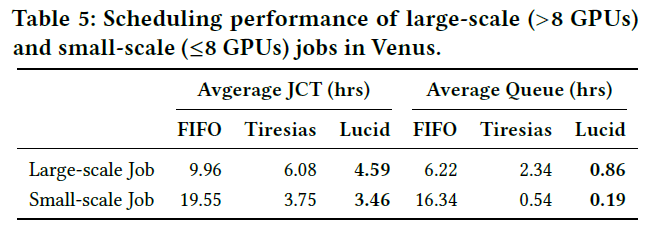 Table 5: Scheduling performance of large-scale (>8 GPUs)
and small-scale (≤8 GPUs) jobs in Venus.
Avgerage JCT (hrs) Average Queue (hrs)
FIFO Tiresias Lucid FIFO Tiresias Lucid
Large-scale Job 9.96 6.08 4.59 6.22 2.34 0.86
Small-scale Job 19.55 3.75 3.46 16.34 0.54 0.19